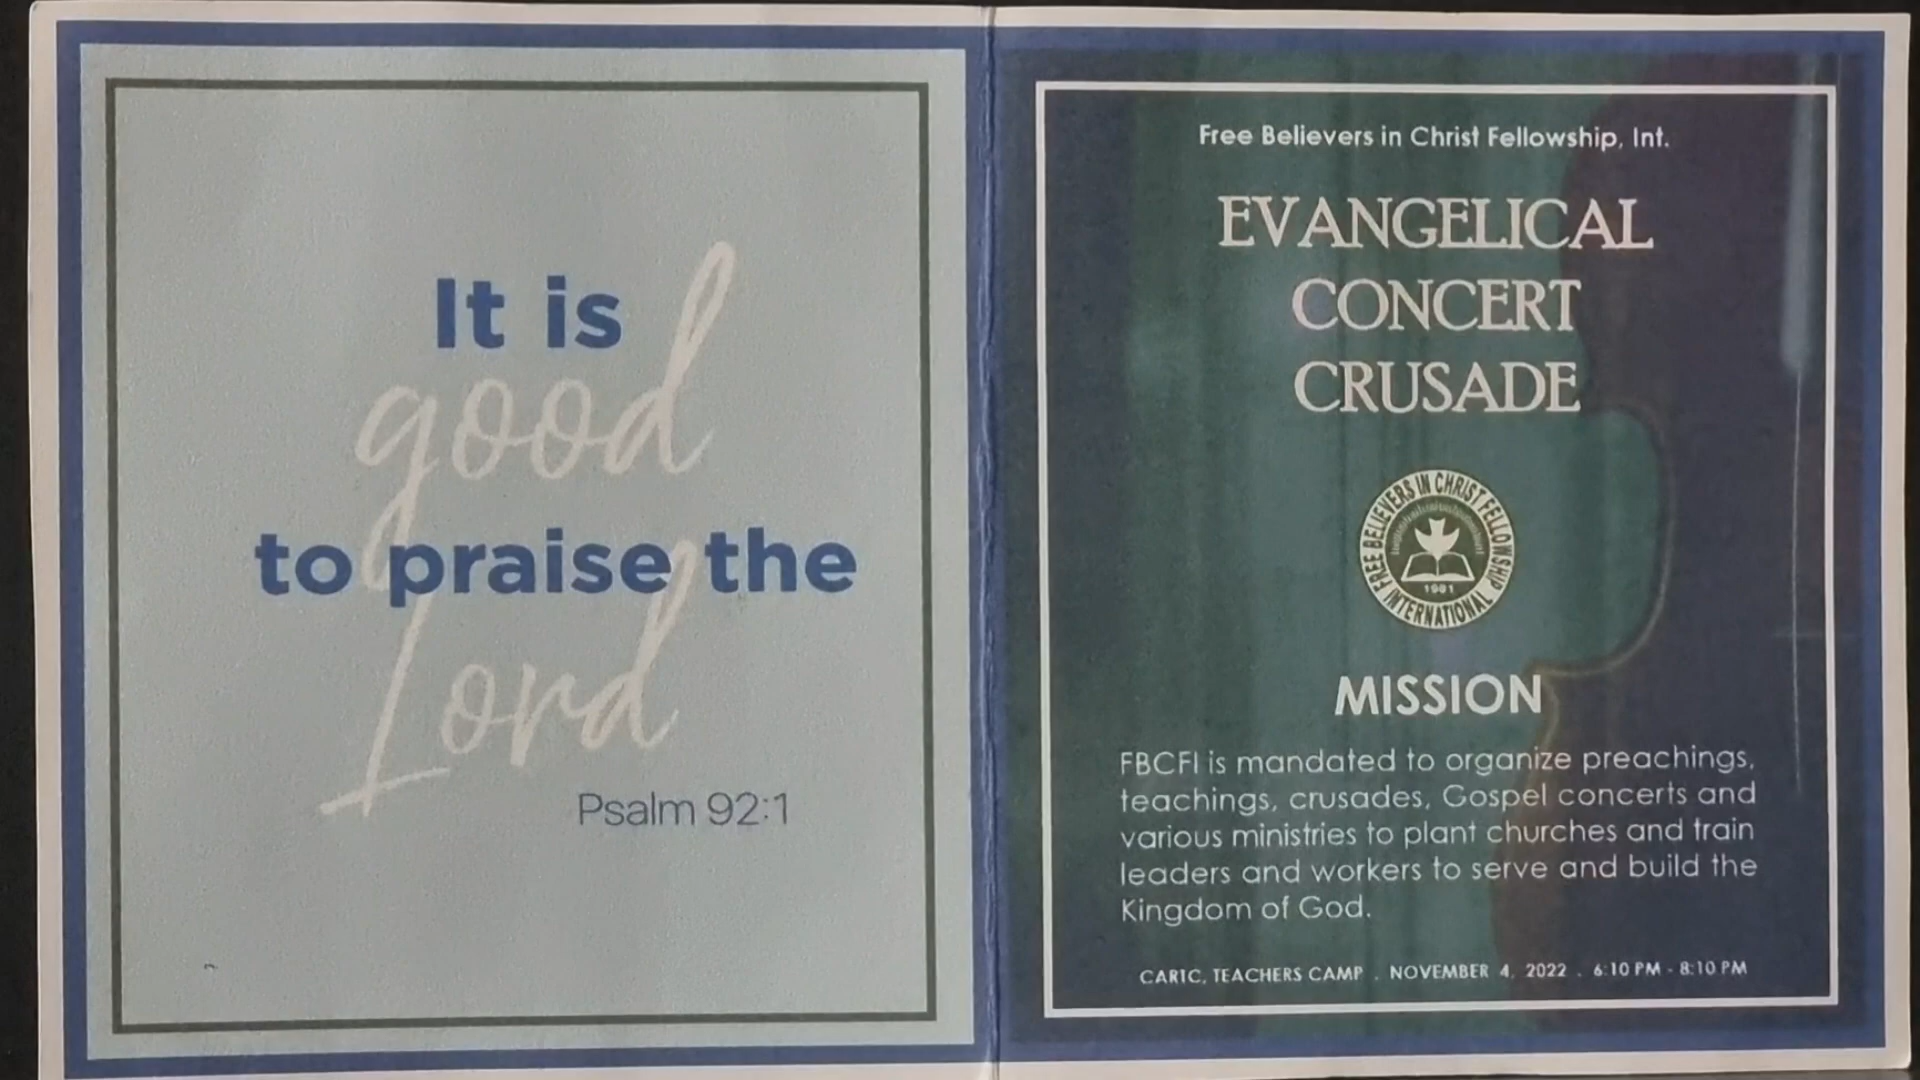 It is
good
to praise the
Lord
Psalm 92:1
Free Believers in Christ Fellowship, Int.
EVANGELICAL
CONCERT
CRUSADE
FREE BELIEVERS IN CHRIST FELLOWSHIP
1981
INTERNATIONAL
MISSION
FBCFI is mandated to organize preachings,
teachings, crusades, Gospel concerts and
various ministries to plant churches and train
leaders and workers to serve and build the
Kingdom of God.
CARIC, TEACHERS CAMP . NOVEMBER 4, 2022 . 6:10 PM - 8:10 PM